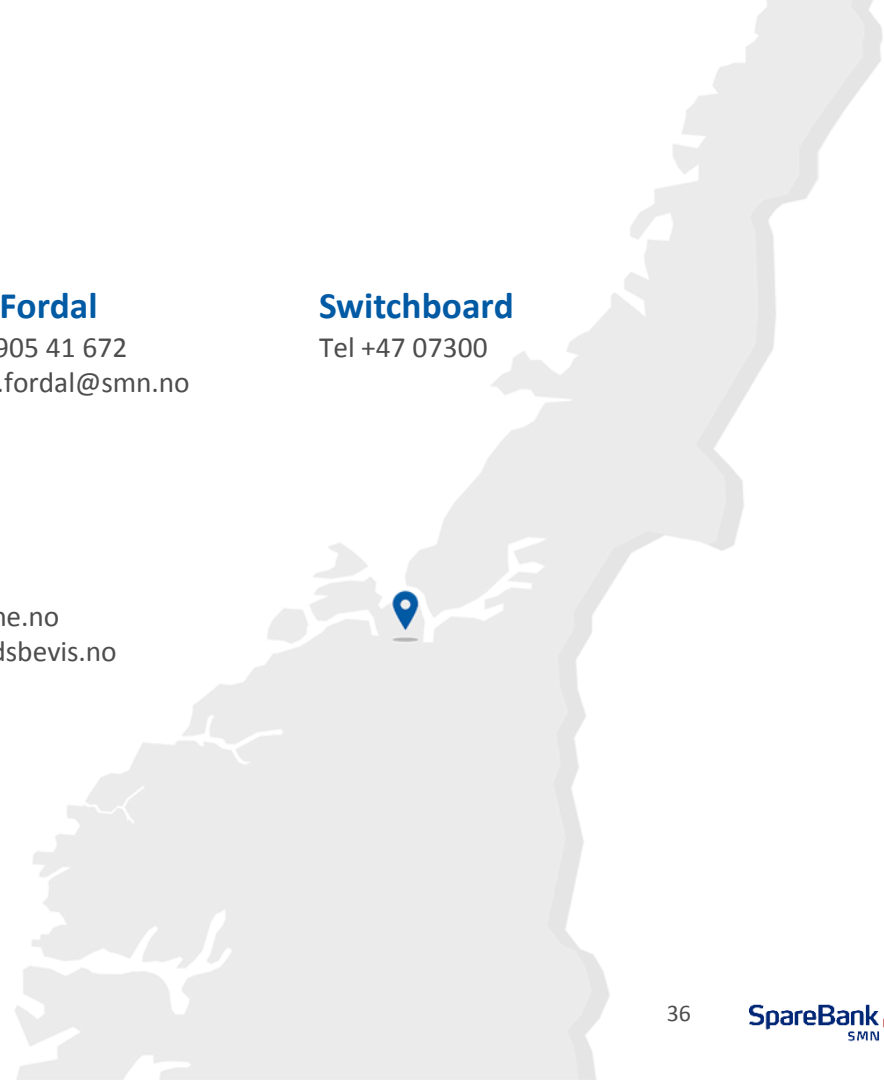 Fordal
905 41 672
.fordal@smn.no
Switchboard
Tel +47 07300
ne.no
dsbevis.no
36
SpareBank
SMN